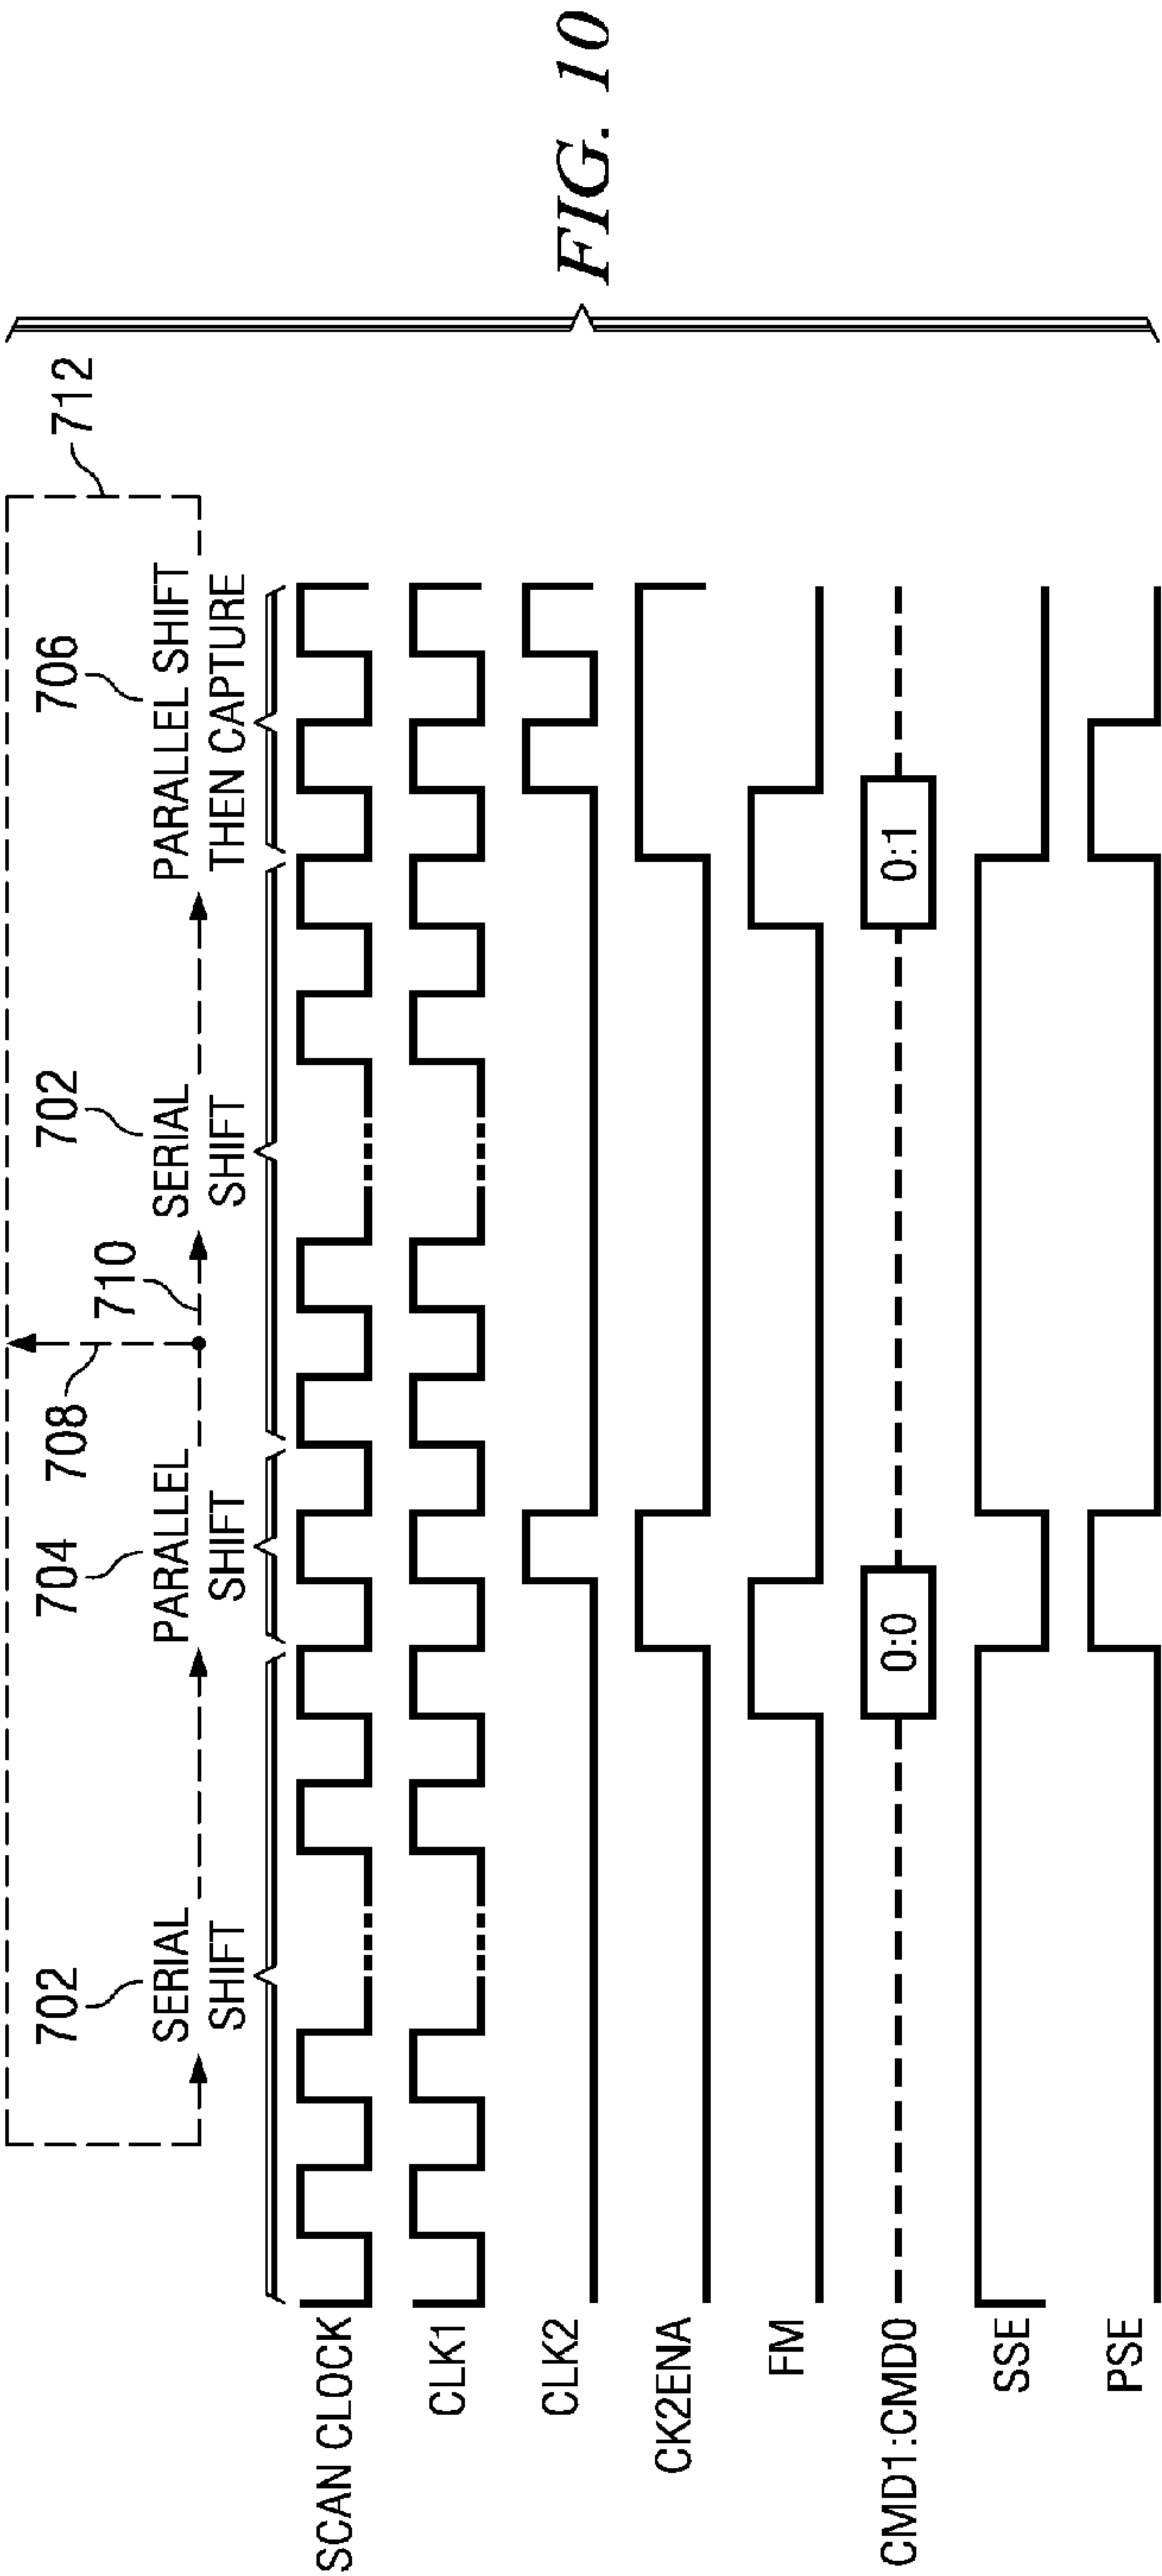 712
702
704
708
710
702
706
SERIAL
SHIFT
PARALLEL
SHIFT
SERIAL
SHIFT
PARALLEL SHIFT
THEN CAPTURE
SCAN CLOCK
CLK1
CLK2
CK2ENA
FM
CMD1:CMD0
0:0
0:1
SSE
PSE
FIG. 10